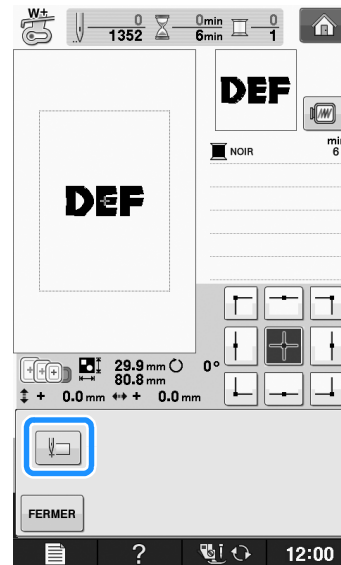 W+
0 0min 0
1352 6min 1
DEF
NOIR
mi
6
DEF
29.9 mm 0°
80.8 mm
+ 0.0 mm + 0.0 mm
FERMER
? 12:00